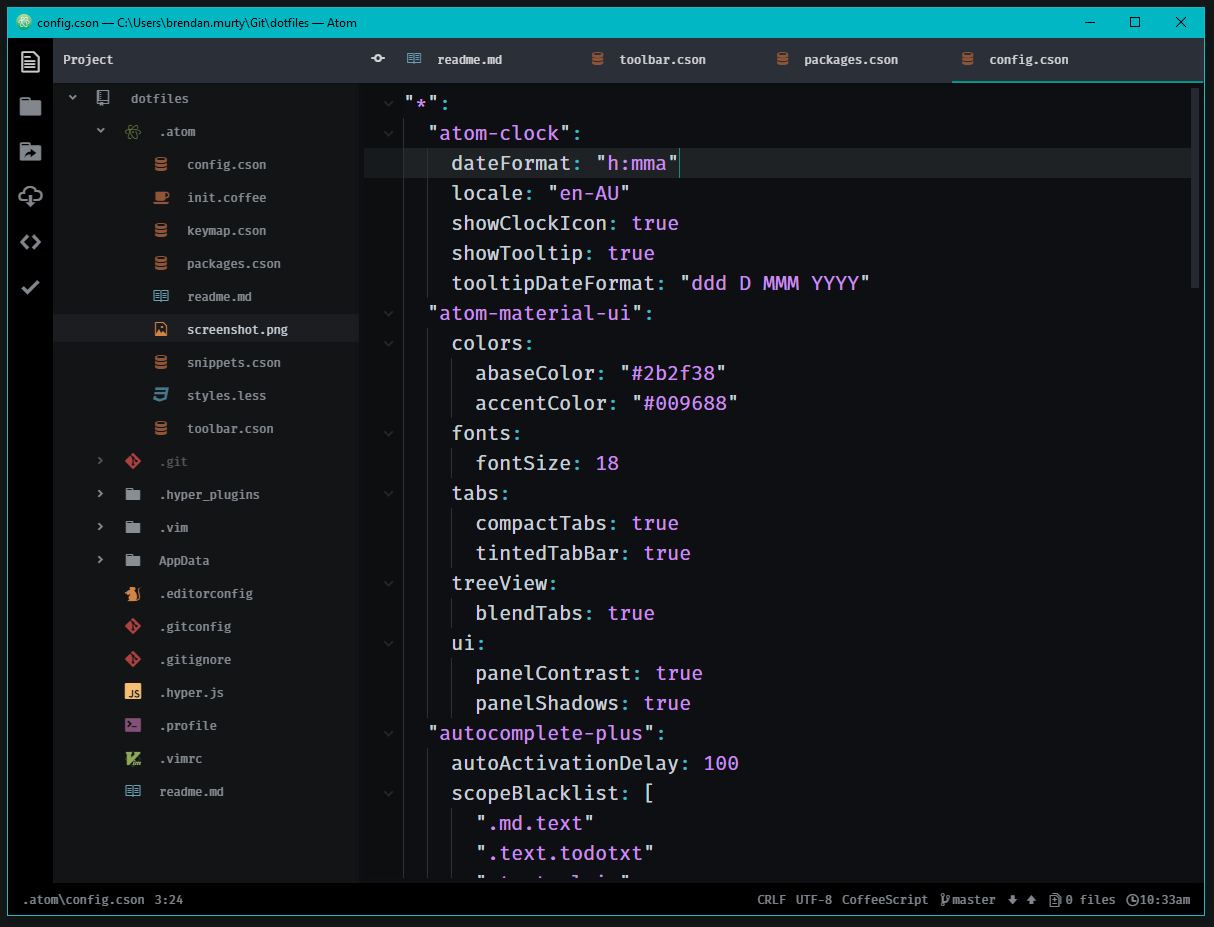 config.cson — C:\Users\brendan.murty\Git\dotfiles — Atom
Project
readme.md
toolbar.cson
packages.cson
config.cson
dotfiles
.atom
config.cson
init.coffee
keymap.cson
packages.cson
readme.md
screenshot.png
snippets.cson
styles.less
toolbar.cson
.git
.hyper_plugins
.vim
AppData
.editorconfig
.gitconfig
.gitignore
JS .hyper.js
.profile
.vimrc
readme.md
"*":
"atom-clock":
dateFormat: "h:mma"
locale: "en-AU"
showClockIcon: true
showTooltip: true
tooltipDateFormat: "ddd D MMM YYYY"
"atom-material-ui":
colors:
abaseColor: "#2b2f38"
accentColor: "#009688"
fonts:
fontSize: 18
tabs:
compactTabs: true
tintedTabBar: true
treeView:
blendTabs: true
ui:
panelContrast: true
panelShadows: true
"autocomplete-plus":
autoActivationDelay: 100
scopeBlacklist: [
".md.text"
".text.todotxt"
.atom\config.cson 3:24
CRLF UTF-8 CoffeeScript master 0 files 10:33am